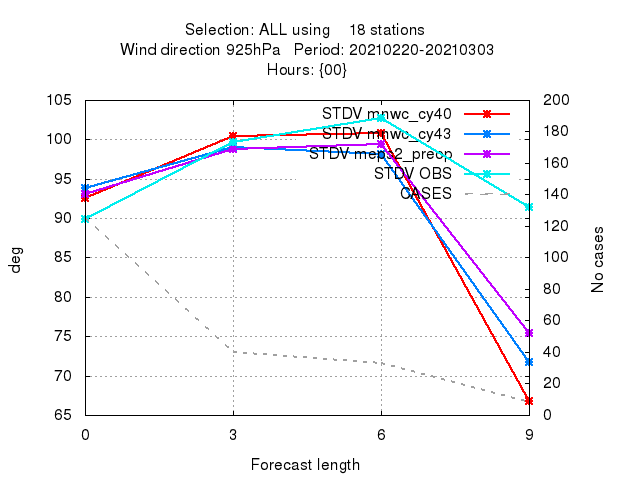 Selection: ALL using 18 stations
Wind direction 925hPa Period: 20210220-20210303
Hours: {00}
105 200
STDV mnwc_cy40
100 180
STDV mnwc_cy43
STDV meps2_preop
160
95 STDV OBS
140
CASES
90 120
85 100
80 80
75 60
40
70 20
65 0
deg
No cases
0 3 6 9
Forecast length